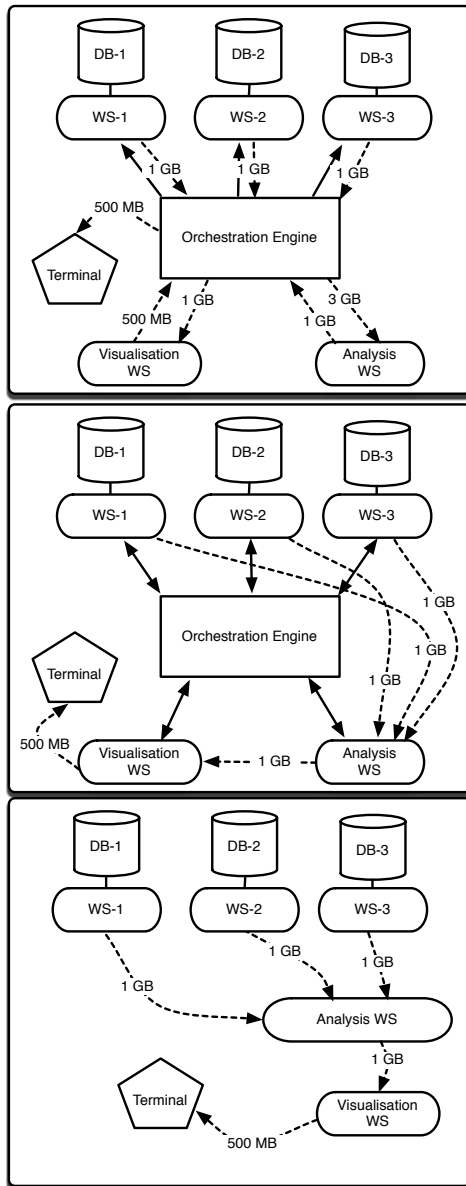 DB-1
DB-2
DB-3
WS-1
WS-2
WS-3
1 GB
1 GB
1 GB
500 MB
Orchestration Engine
Terminal
1 GB
3 GB
500 MB
1 GB
Visualisation
WS
Analysis
WS
DB-1
DB-2
DB-3
WS-1
WS-2
WS-3
1 GB
Orchestration Engine
1 GB
1 GB
Terminal
500 MB
Visualisation
WS
1 GB
Analysis
WS
DB-1
DB-2
DB-3
WS-1
WS-2
WS-3
1 GB
1 GB
1 GB
Analysis WS
1 GB
Terminal
Visualisation
WS
500 MB